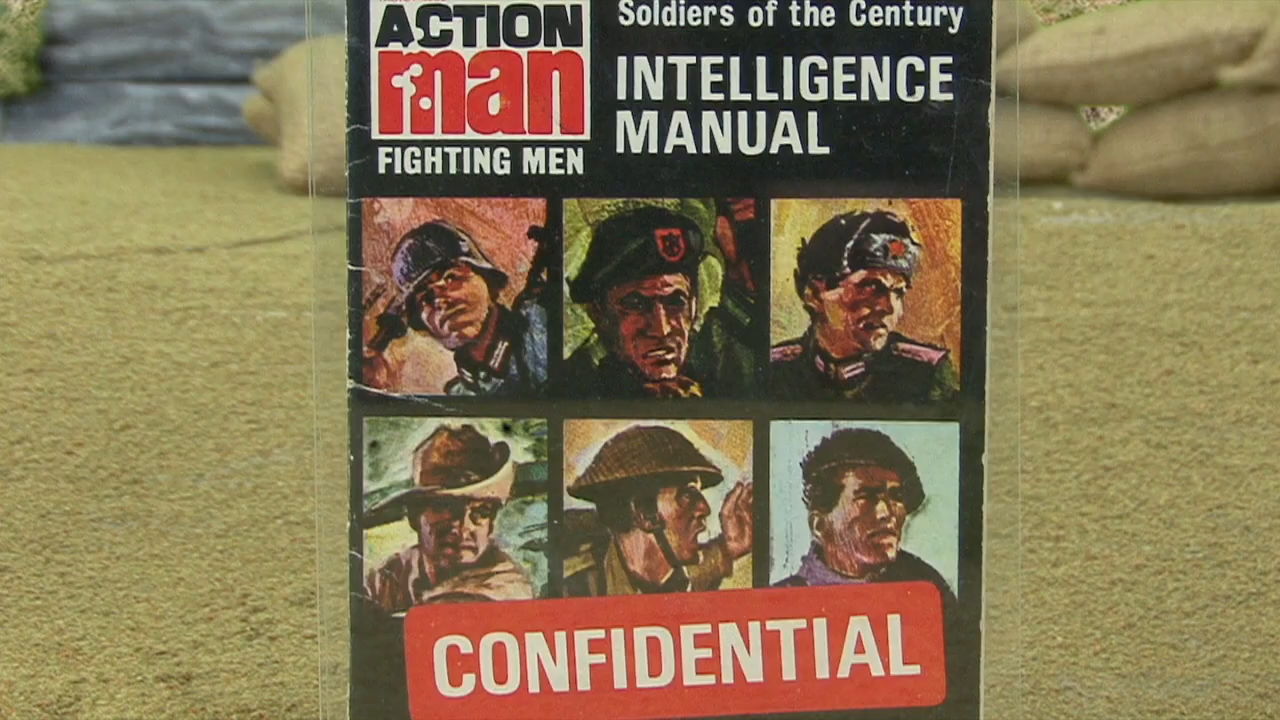 ACTION
man
FIGHTING MEN
Soldiers of the Century
INTELLIGENCE
MANUAL
CONFIDENTIAL